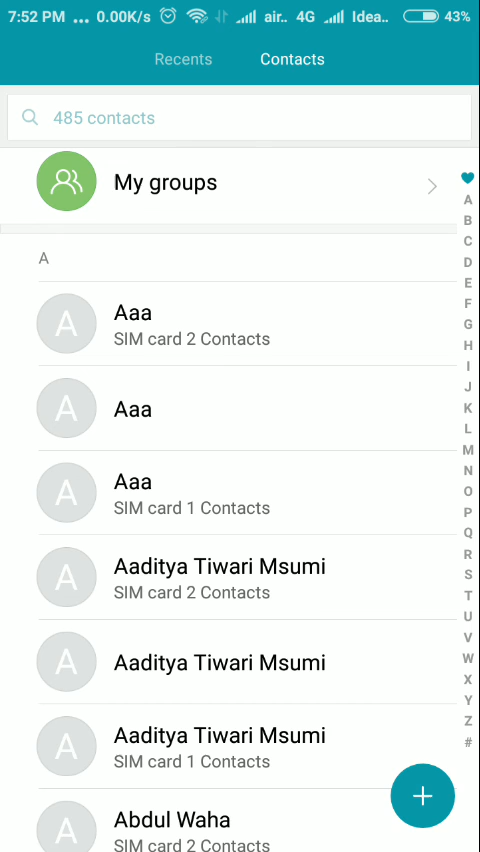 7:52 PM ... 0.00K/s air.. 4G Idea.. 43%
Recents Contacts
485 contacts
My groups
A
A Aaa
SIM card 2 Contacts
A Aaa
A Aaa
SIM card 1 Contacts
A Aaditya Tiwari Msumi
SIM card 2 Contacts
A Aaditya Tiwari Msumi
A Aaditya Tiwari Msumi
SIM card 1 Contacts
A Abdul Waha
SIM card 2 Contacts
A
B
C
D
E
F
G
H
I
J
K
L
M
N
O
P
Q
R
S
T
U
V
W
X
Y
Z
#
+